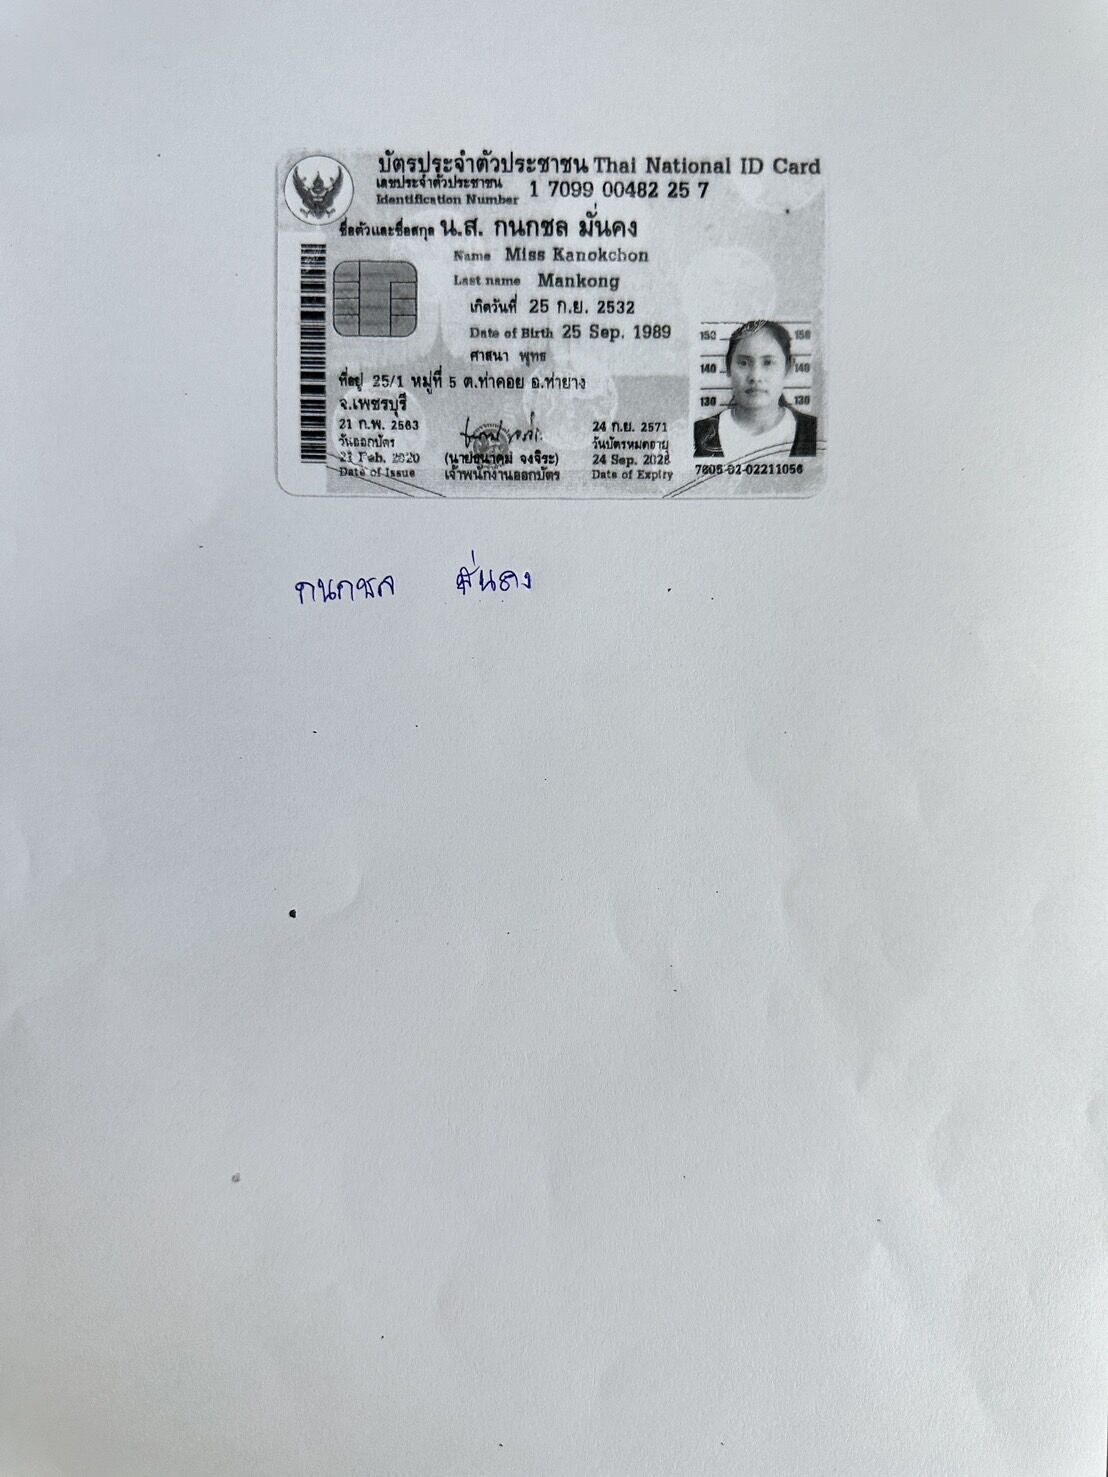 บัตรประจำตัวประชาชน Thai National ID Card
เลขประจำตัวประชาชน
Identification Number 1 7099 00482 25 7
ชื่อตัวและชื่อสกุล น.ส. กนกชล มั่นคง
Name Miss Kanokchon
Last name Mankong
เกิดวันที่ 25 ก.ย. 2532
Date of Birth 25 Sep. 1989
ศาสนา พุทธ
ที่อยู่ 25/1 หมู่ที่ 5 ต.ท่าคอย อ.ท่ายาง
จ.เพชรบุรี
21 ก.พ. 2563
วันออกบัตร
21 Feb. 2020
Date of Issue
เจ้าพนักงานออกบัตร
24 ก.ย. 2571
วันบัตรหมดอายุ
24 Sep. 2028
Date of Expiry
150 150
140 140
130 130
7605-02-02211056
กนกชล มั่นคง